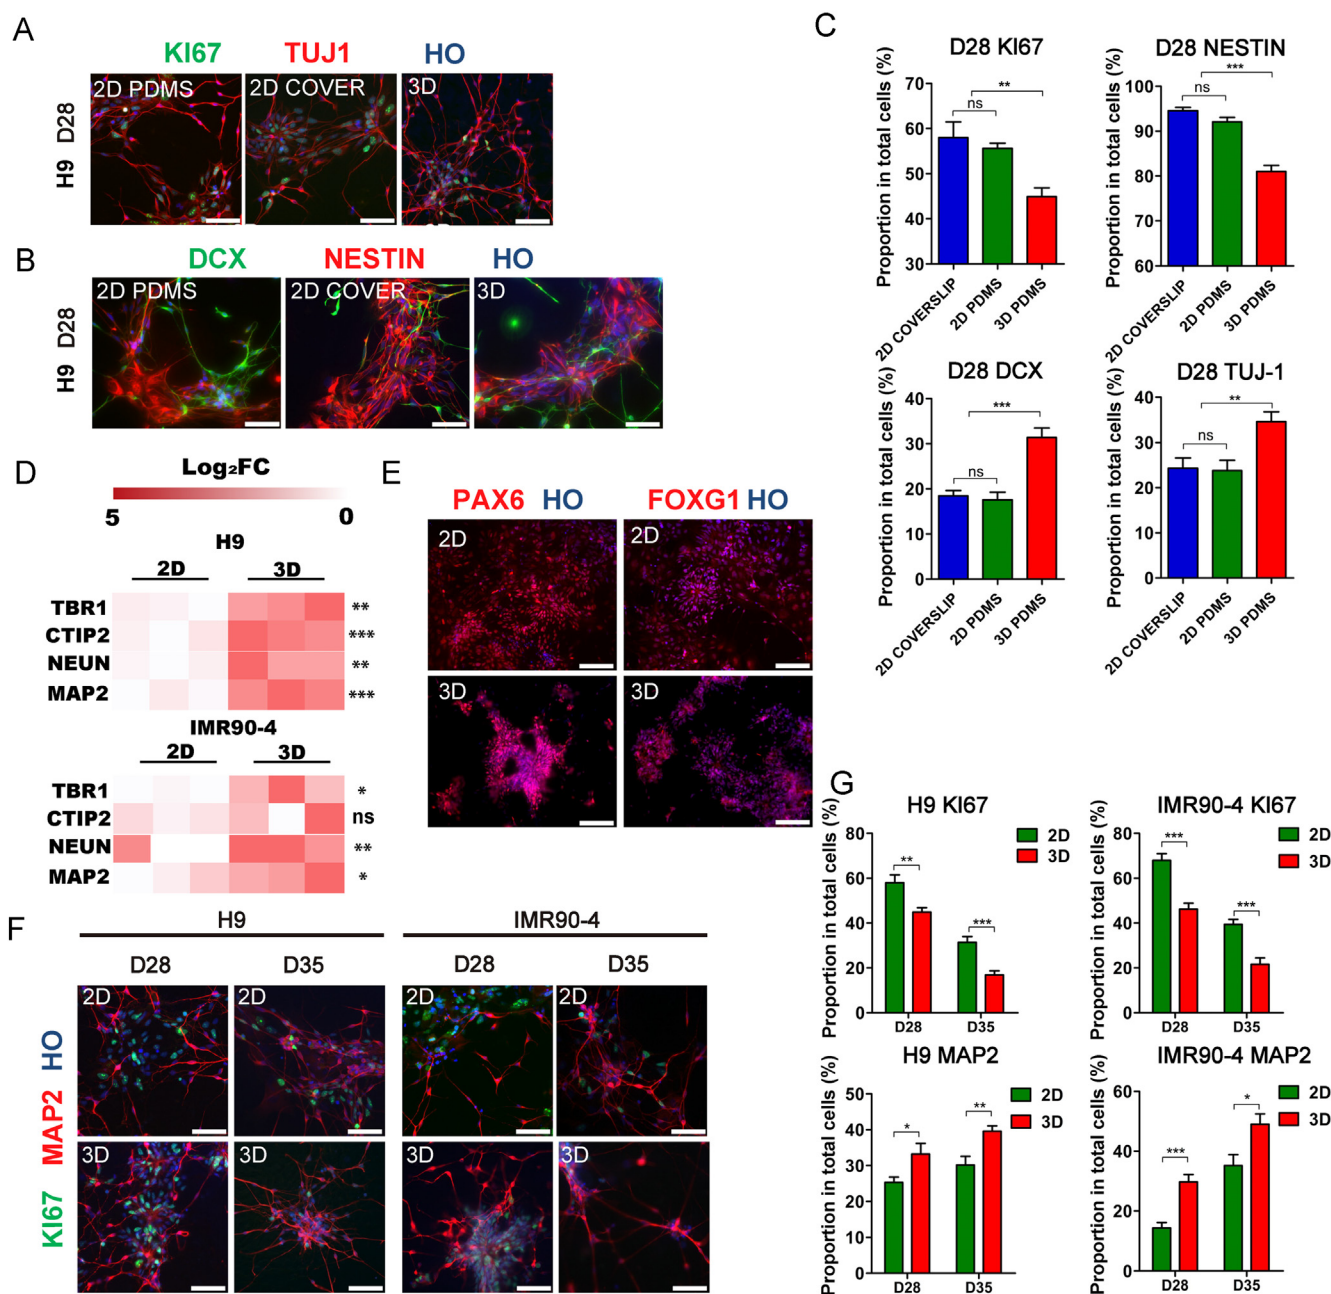 A
KI67 TUJ1 HO
H9 D28
2D PDMS 2D COVER 3D
B
DCX NESTIN HO
H9 D28
2D PDMS 2D COVER 3D
C
D28 KI67
Proportion in total cells (%)
70
60
50
40
30
ns
**
2D COVERSLIP
2D PDMS
3D PDMS
D28 NESTIN
Proportion in total cells (%)
100
90
80
90
60
ns
***
2D COVERSLIP
2D PDMS
3D PDMS
D28 DCX
Proportion in total cells (%)
40
30
20
10
0
ns
***
2D COVERSLIP
2D PDMS
3D PDMS
D28 TUJ-1
Proportion in total cells (%)
40
30
20
10
0
ns
**
2D COVERSLIP
2D PDMS
3D PDMS
D
Log₂FC
5 0
H9
2D 3D
TBR1 **
CTIP2 ***
NEUN **
MAP2 ***
IMR90-4
2D 3D
TBR1 *
CTIP2 ns
NEUN **
MAP2 *
E
PAX6 HO FOXG1 HO
2D 2D
3D 3D
F
H9 IMR90-4
D28 D35 D28 D35
KI67 MAP2 HO
2D 2D 2D 2D
3D 3D 3D 3D
G
H9 KI67
Proportion in total cells (%)
80
60
40
20
0
**
***
2D
3D
D28 D35
IMR90-4 KI67
Proportion in total cells (%)
80
60
40
20
0
***
***
2D
3D
D28 D35
H9 MAP2
Proportion in total cells (%)
50
40
30
20
10
0
*
**
2D
3D
D28 D35
IMR90-4 MAP2
Proportion in total cells (%)
60
40
20
0
***
*
2D
3D
D28 D35